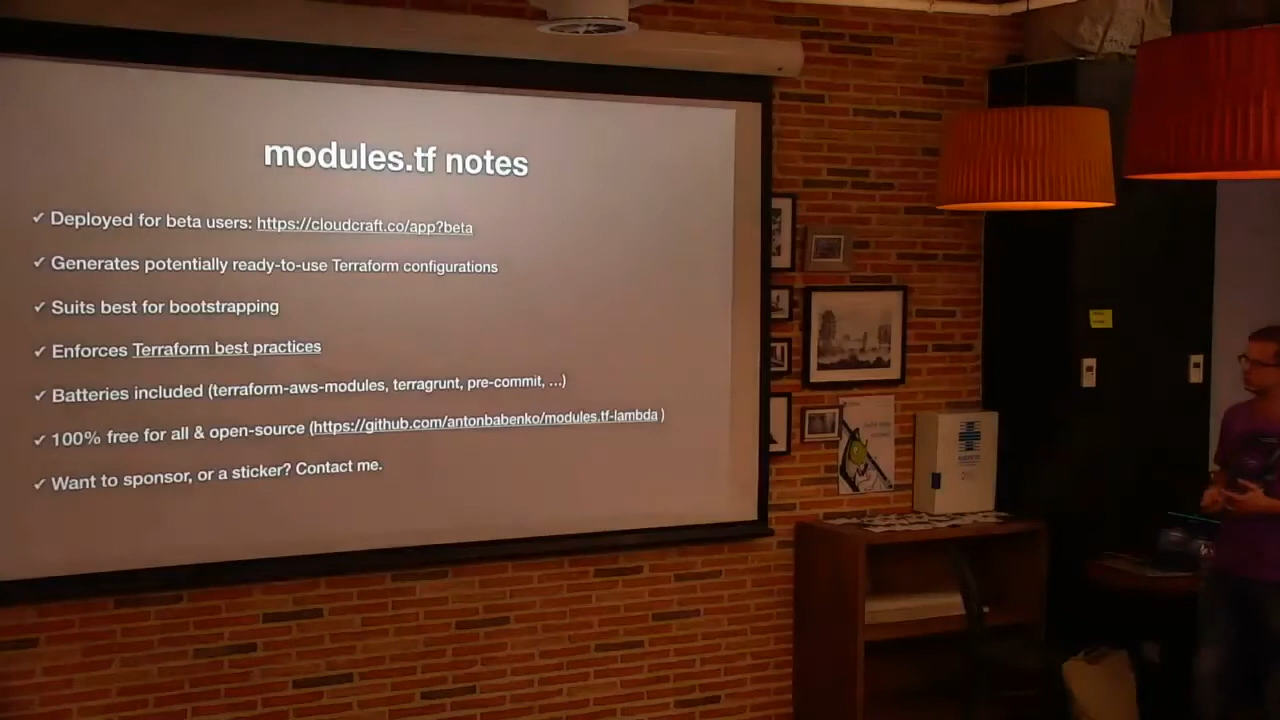 modules.tf notes
✓ Deployed for beta users: https://cloudcraft.co/app?beta
✓ Generates potentially ready-to-use Terraform configurations
✓ Suits best for bootstrapping
✓ Enforces Terraform best practices
✓ Batteries included (terraform-aws-modules, terragrunt, pre-commit, ...)
✓ 100% free for all & open-source (https://github.com/antonbabenko/modules.tf-lambda )
✓ Want to sponsor, or a sticker? Contact me.